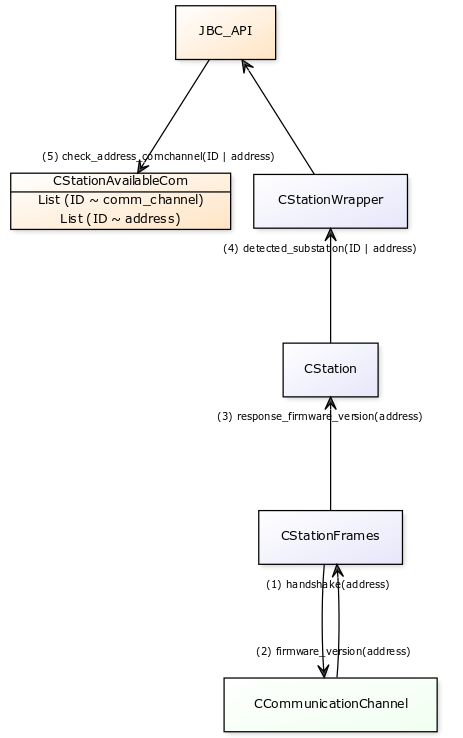 JBC_API
(5) check_address_comchannel(ID | address)
CStationAvailableCom
List (ID ~ comm_channel)
List (ID ~ address)
CStationWrapper
(4) detected_substation(ID | address)
CStation
(3) response_firmware_version(address)
CStationFrames
(1) handshake(address)
(2) firmware_version(address)
CCommunicationChannel